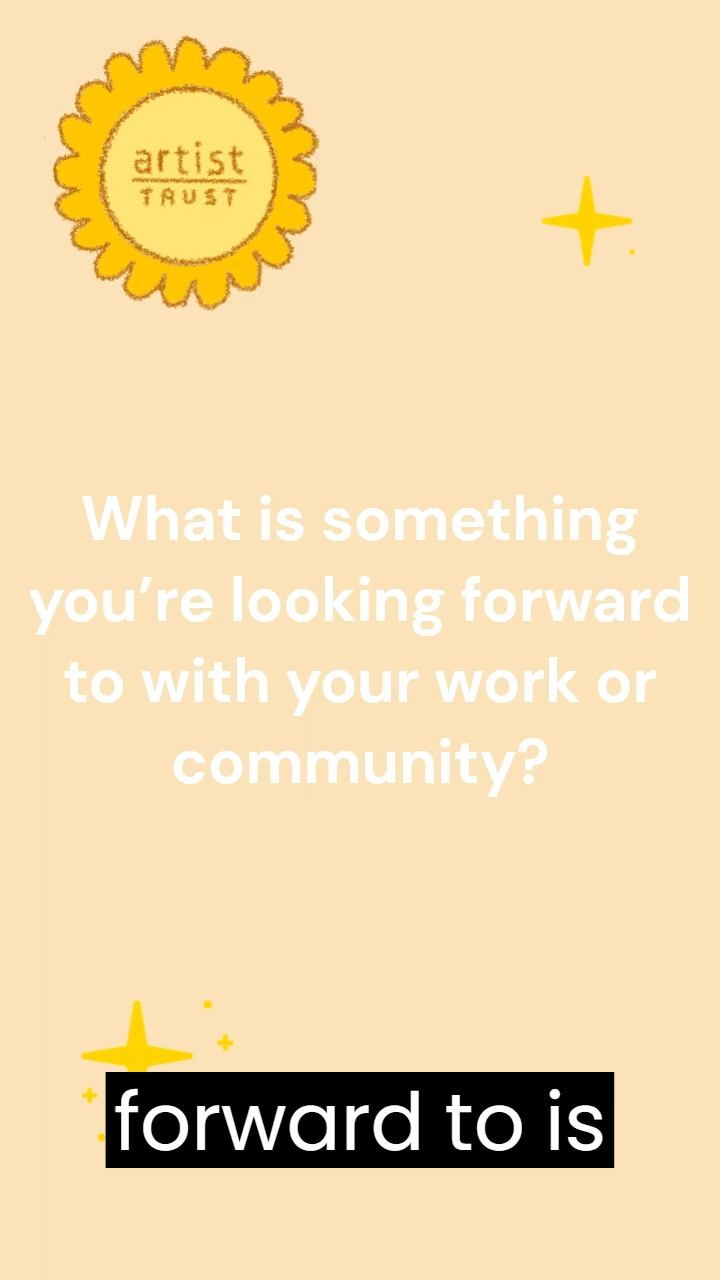 artist
TRUST
What is something
you’re looking forward
to with your work or
community?
forward to is